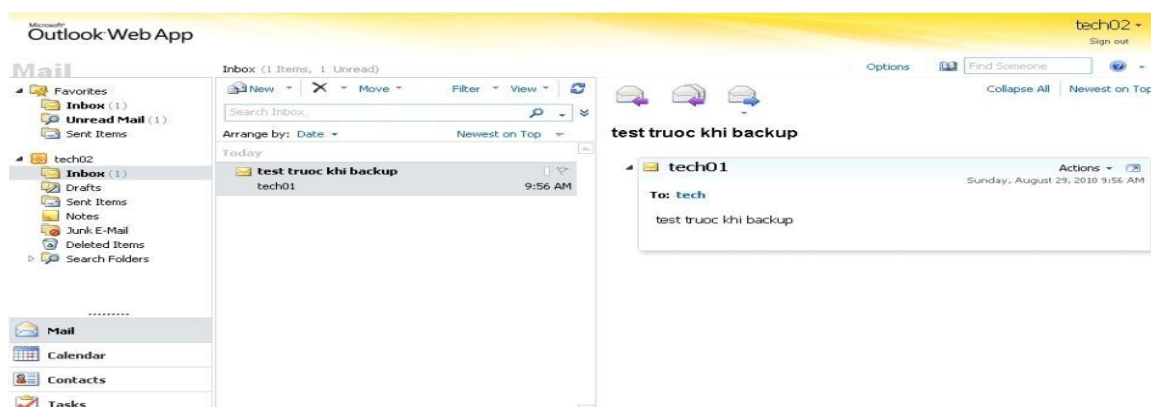 Microsoft®
Outlook Web App
tech02
Sign out
Mail
Inbox (1 Items, 1 Unread)
Options
Find Someone
Favorites
Inbox (1)
Unread Mail (1)
Sent Items
tech02
Inbox (1)
Drafts
Sent Items
Notes
Junk E-Mail
Deleted Items
Search Folders
Mail
Calendar
Contacts
Tasks
New Move Filter View
Search Inbox
Arrange by: Date Newest on Top
Today
test truoc khi backup
tech01 9:56 AM
Collapse All Newest on Top
test truoc khi backup
tech01 Actions
Sunday, August 29, 2010 9:56 AM
To: tech
test truoc khi backup